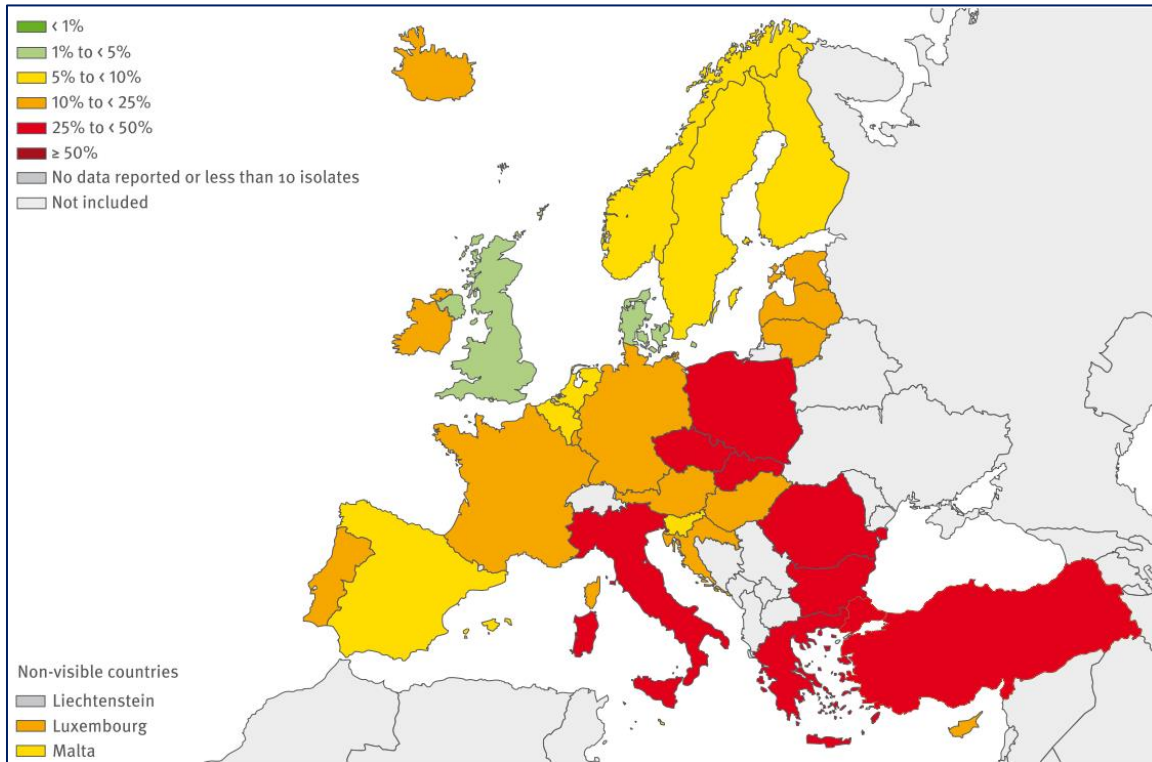 < 1%
1% to < 5%
5% to < 10%
10% to < 25%
25% to < 50%
≥ 50%
No data reported or less than 10 isolates
Not included
Non-visible countries
Liechtenstein
Luxembourg
Malta